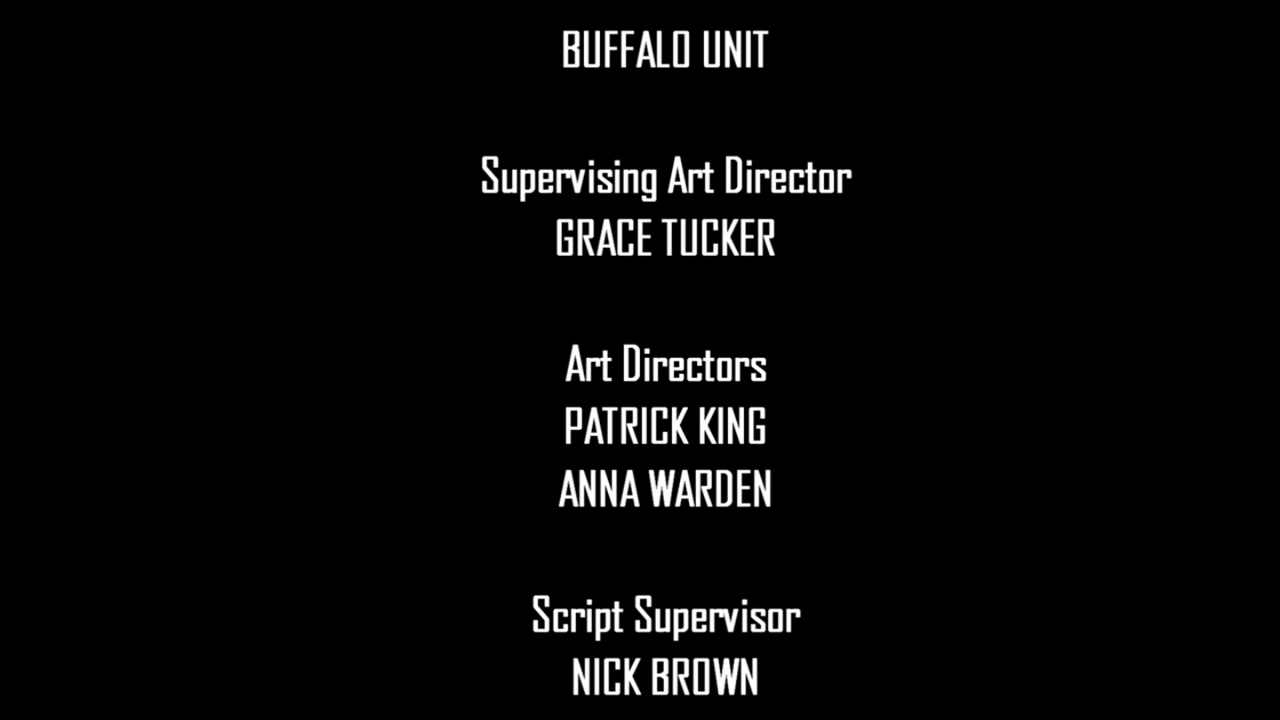 BUFFALO UNIT
Supervising Art Director
GRACE TUCKER
Art Directors
PATRICK KING
ANNA WARDEN
Script Supervisor
NICK BROWN